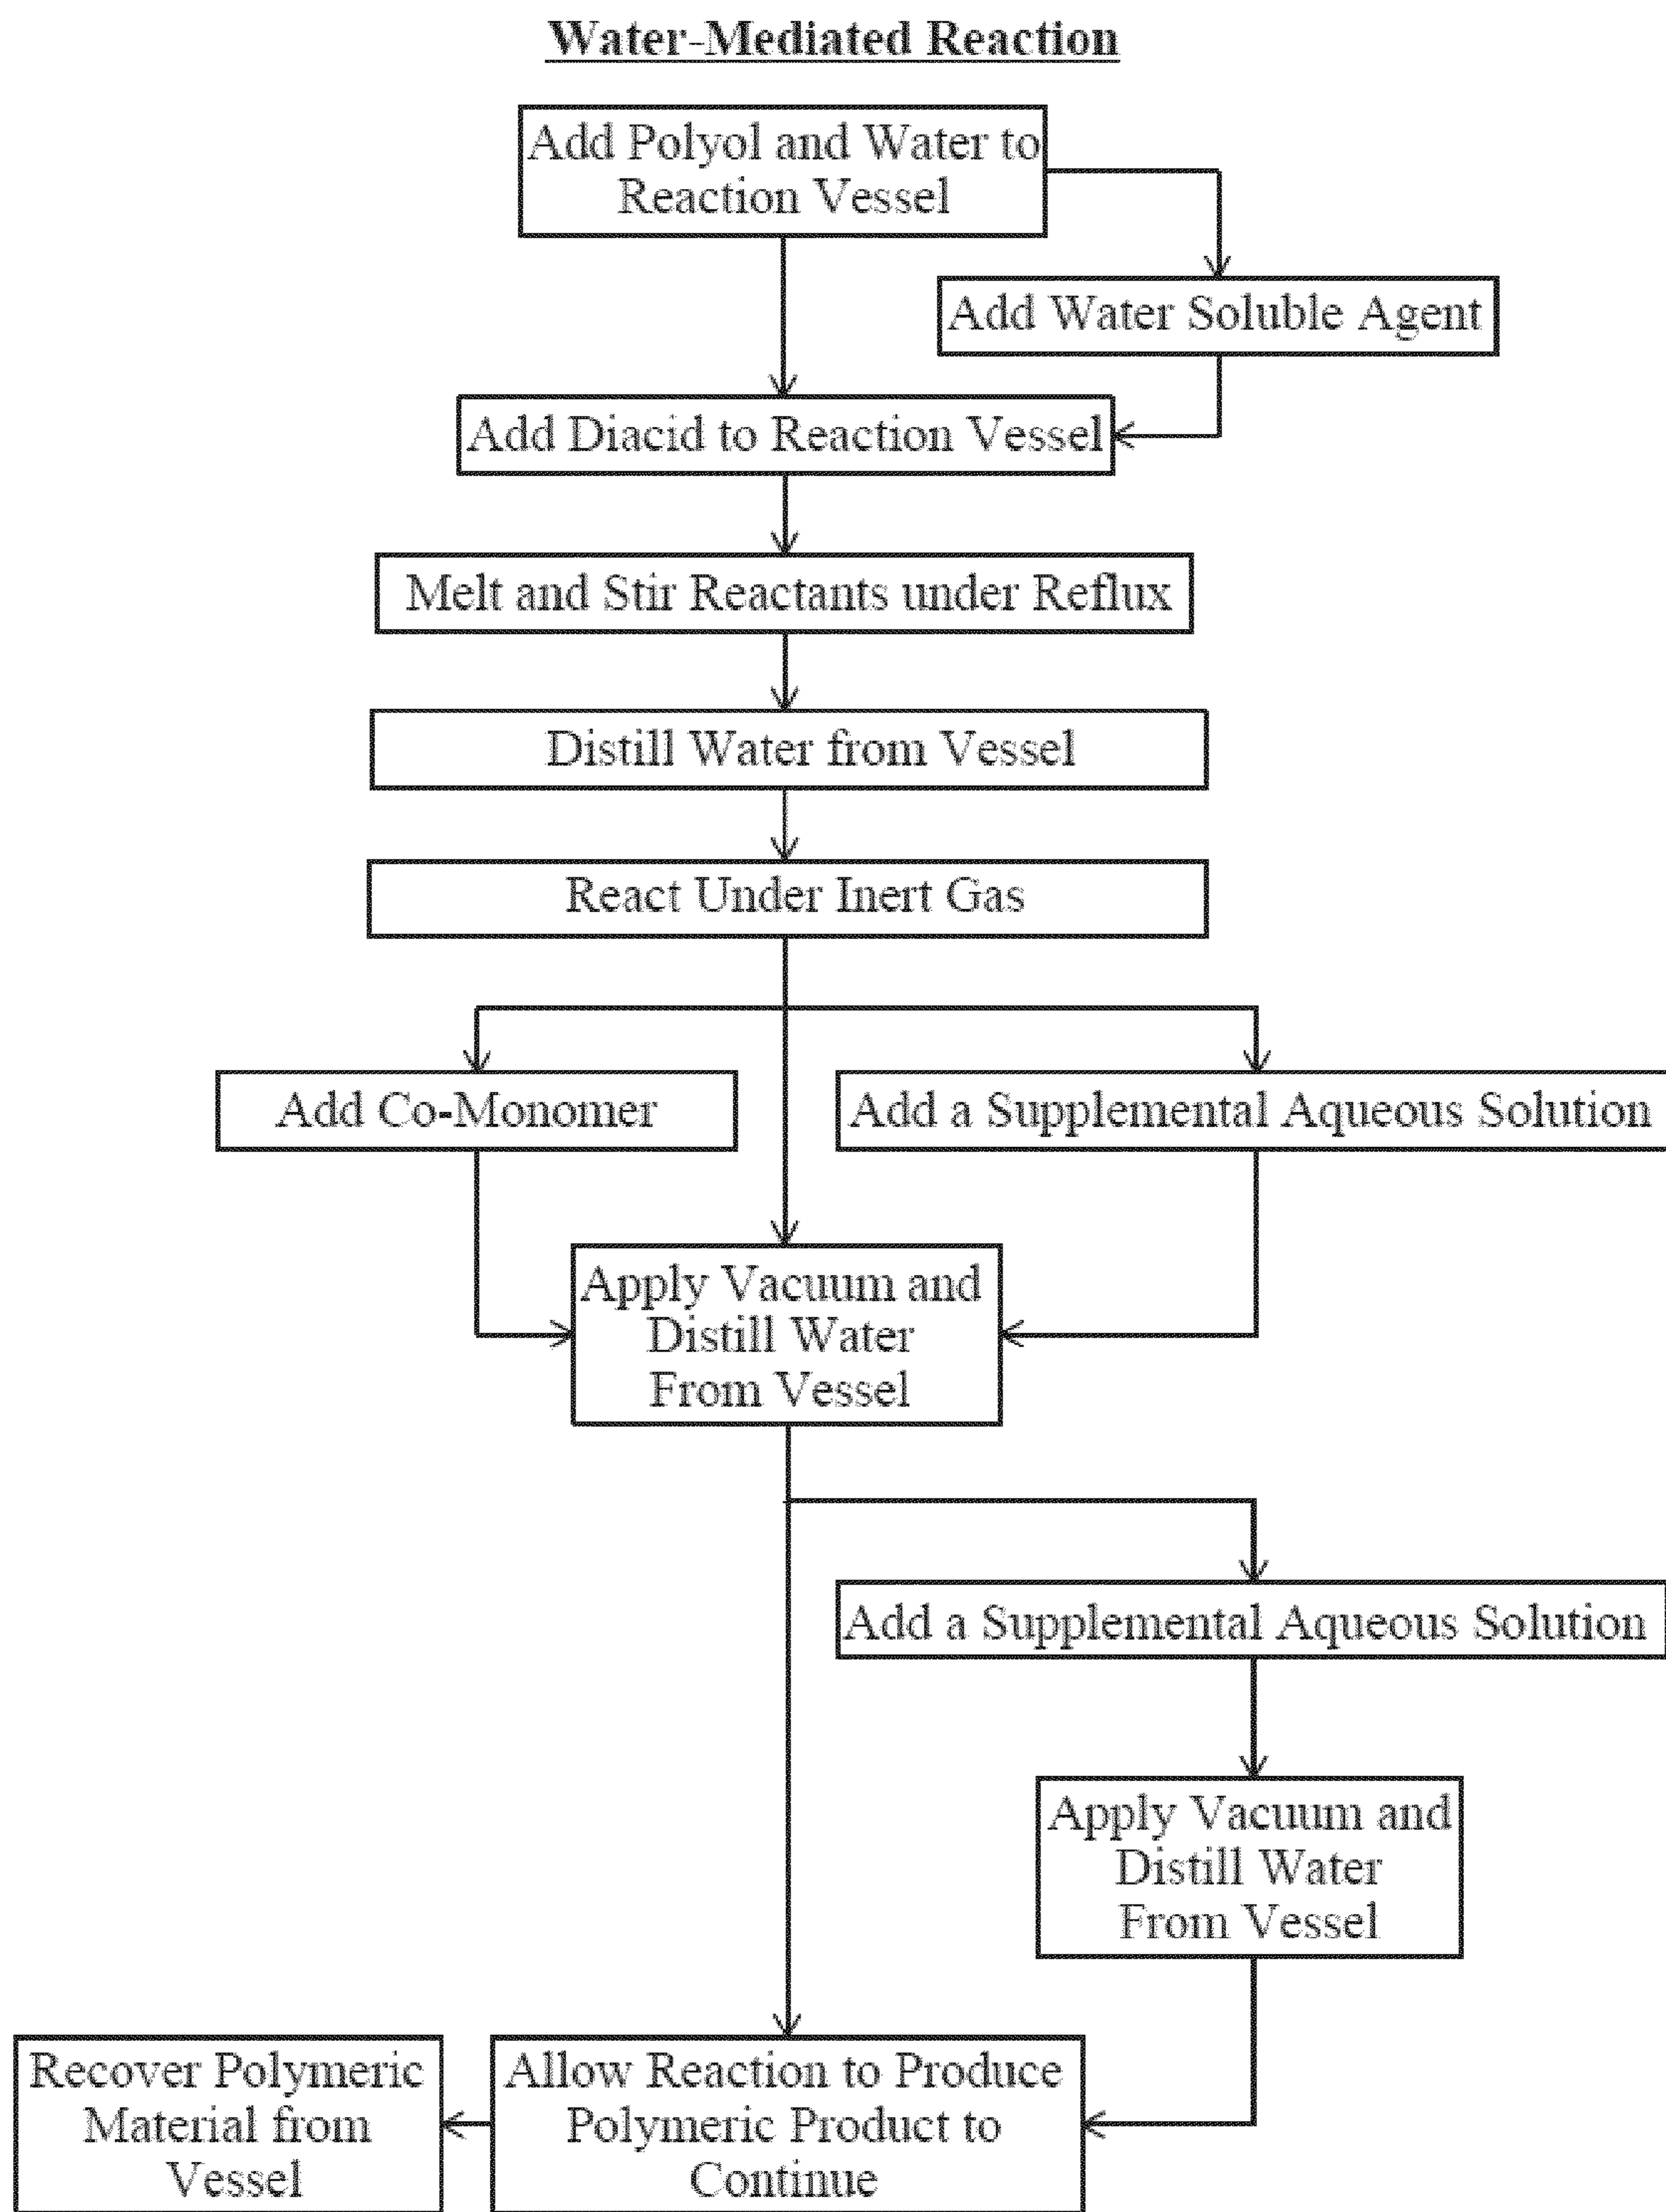 Water-Mediated Reaction
Add Polyol and Water to
Reaction Vessel
Add Water Soluble Agent
Add Diacid to Reaction Vessel
Melt and Stir Reactants under Reflux
Distill Water from Vessel
React Under Inert Gas
Add Co-Monomer
Add a Supplemental Aqueous Solution
Apply Vacuum and
Distill Water
From Vessel
Add a Supplemental Aqueous Solution
Apply Vacuum and
Distill Water
From Vessel
Recover Polymeric
Material from
Vessel
Allow Reaction to Produce
Polymeric Product to
Continue